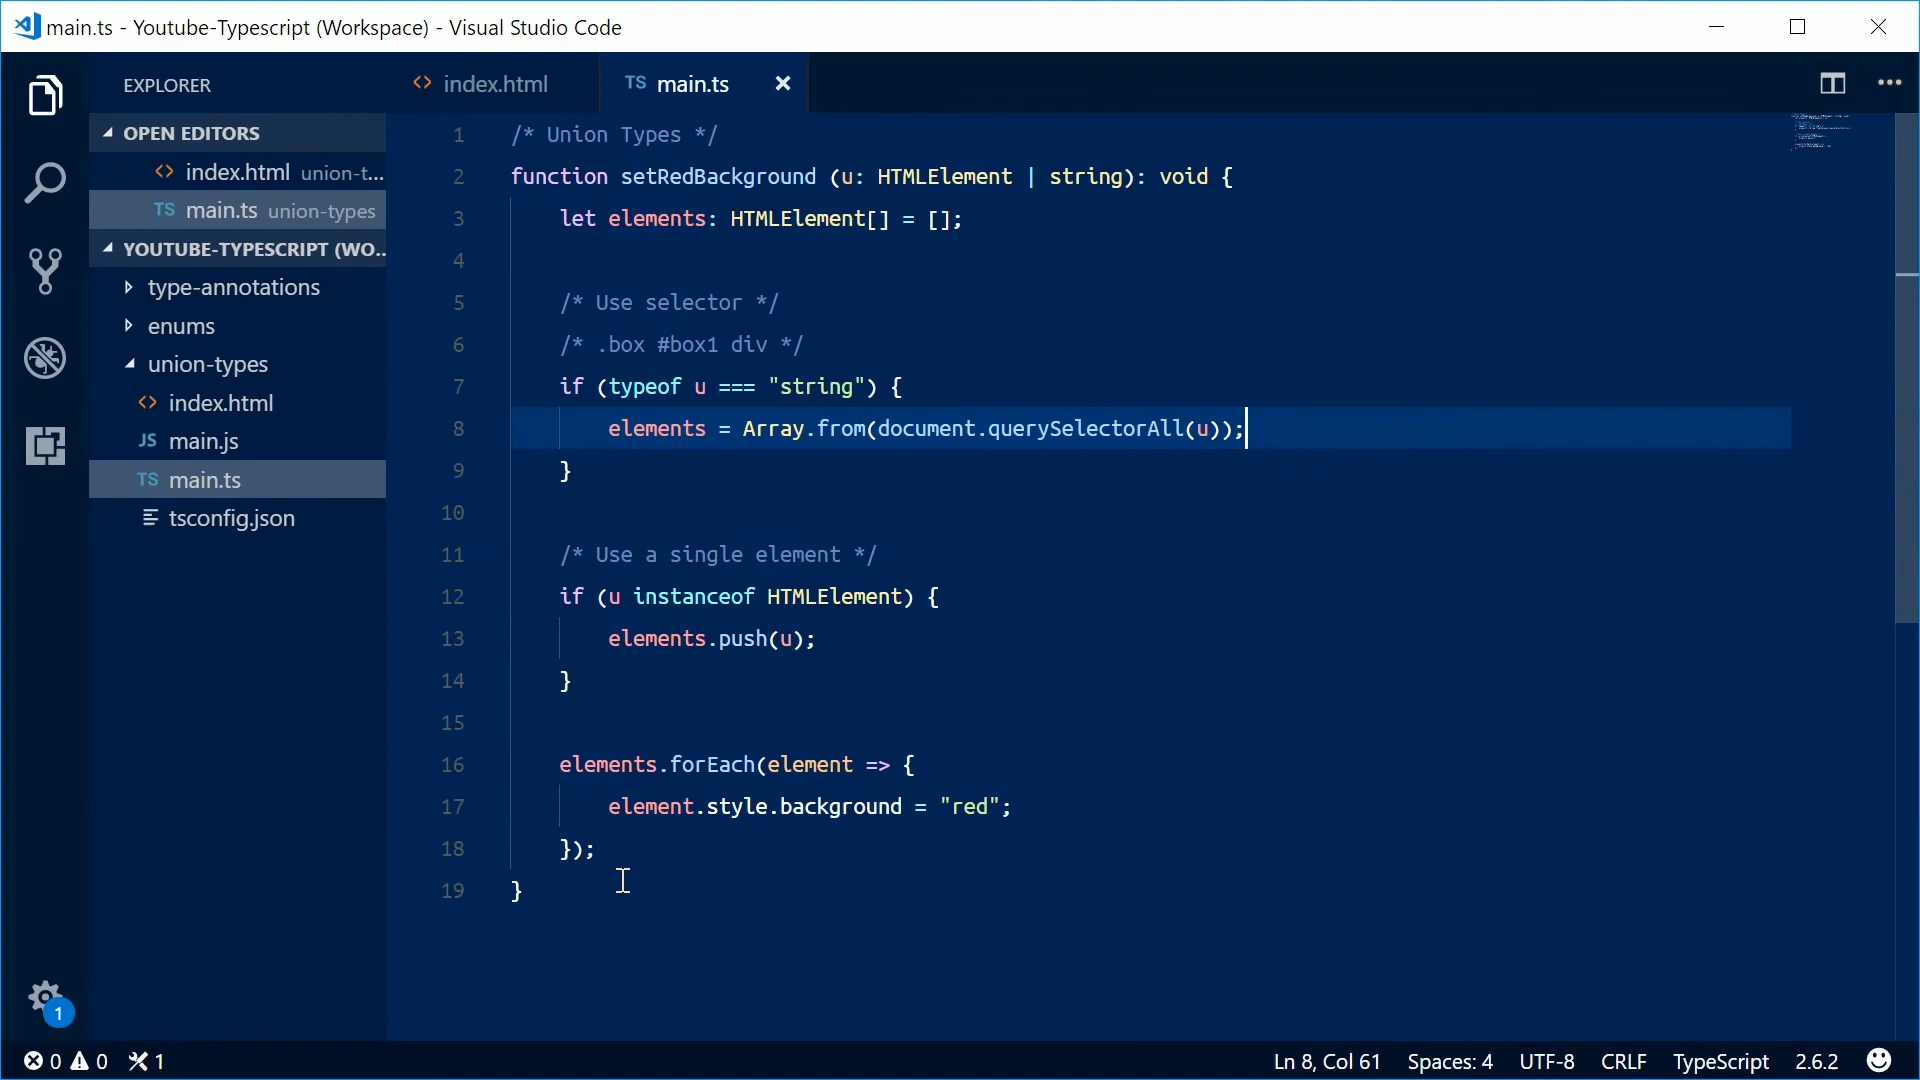 main.ts - Youtube-Typescript (Workspace) - Visual Studio Code
EXPLORER
index.html
TS main.ts
OPEN EDITORS
index.html union-t...
TS main.ts union-types
YOUTUBE-TYPESCRIPT (WO...
type-annotations
enums
union-types
index.html
JS main.js
TS main.ts
tsconfig.json
1 /* Union Types */
2 function setRedBackground (u: HTMLElement | string): void {
3 let elements: HTMLElement[] = [];
4
5 /* Use selector */
6 /* .box #box1 div */
7 if (typeof u === "string") {
8 elements = Array.from(document.querySelectorAll(u));
9 }
10
11 /* Use a single element */
12 if (u instanceof HTMLElement) {
13 elements.push(u);
14 }
15
16 elements.forEach(element => {
17 element.style.background = "red";
18 });
19 }
1
0 0 1
Ln 8, Col 61 Spaces: 4 UTF-8 CRLF TypeScript 2.6.2